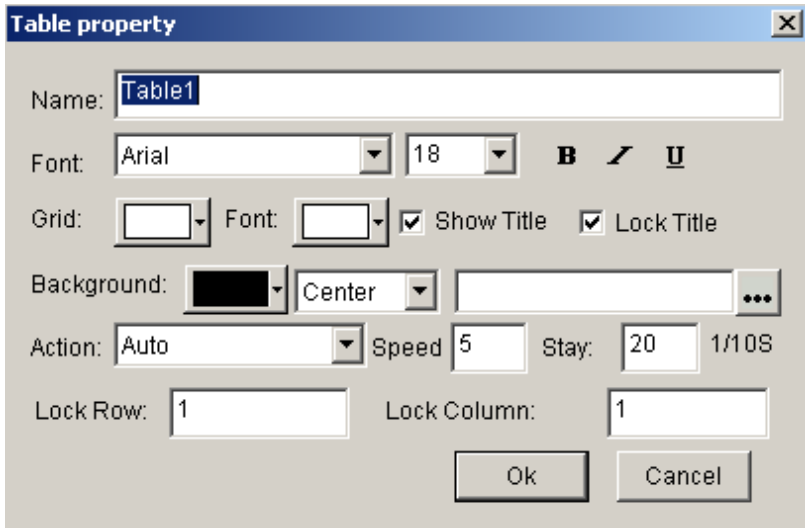 Table property
Name: Table1
Font: Arial 18 B I U
Grid: Font: Show Title Lock Title
Background: Center ...
Action: Auto Speed 5 Stay: 20 1/10S
Lock Row: 1 Lock Column: 1
Ok Cancel